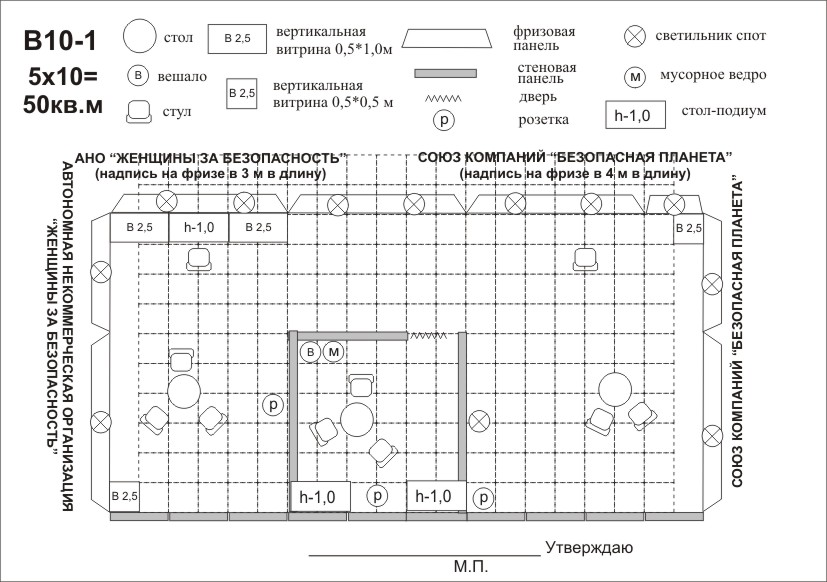 В10-1
5х10=
50кв.м
стол
В 2,5
вертикальная
витрина 0,5*1,0м
фризовая
панель
светильник спот
В
вешало
В 2,5
вертикальная
витрина 0,5*0,5 м
стеновая
панель
м
мусорное ведро
стул
дверь
р
розетка
h-1,0
стол-подиум
АНО “ЖЕНЩИНЫ ЗА БЕЗОПАСНОСТЬ”
(надпись на фризе в 3 м в длину)
СОЮЗ КОМПАНИЙ “БЕЗОПАСНАЯ ПЛАНЕТА”
(надпись на фризе в 4 м в длину)
АВТОНОМНАЯ НЕКОММЕРЧЕСКАЯ ОРГАНИЗАЦИЯ
“ЖЕНЩИНЫ ЗА БЕЗОПАСНОСТЬ”
СОЮЗ КОМПАНИЙ “БЕЗОПАСНАЯ ПЛАНЕТА”
В 2,5
h-1,0
В 2,5
В 2,5
В
м
р
В 2,5
h-1,0
р
h-1,0
р
Утверждаю
М.П.